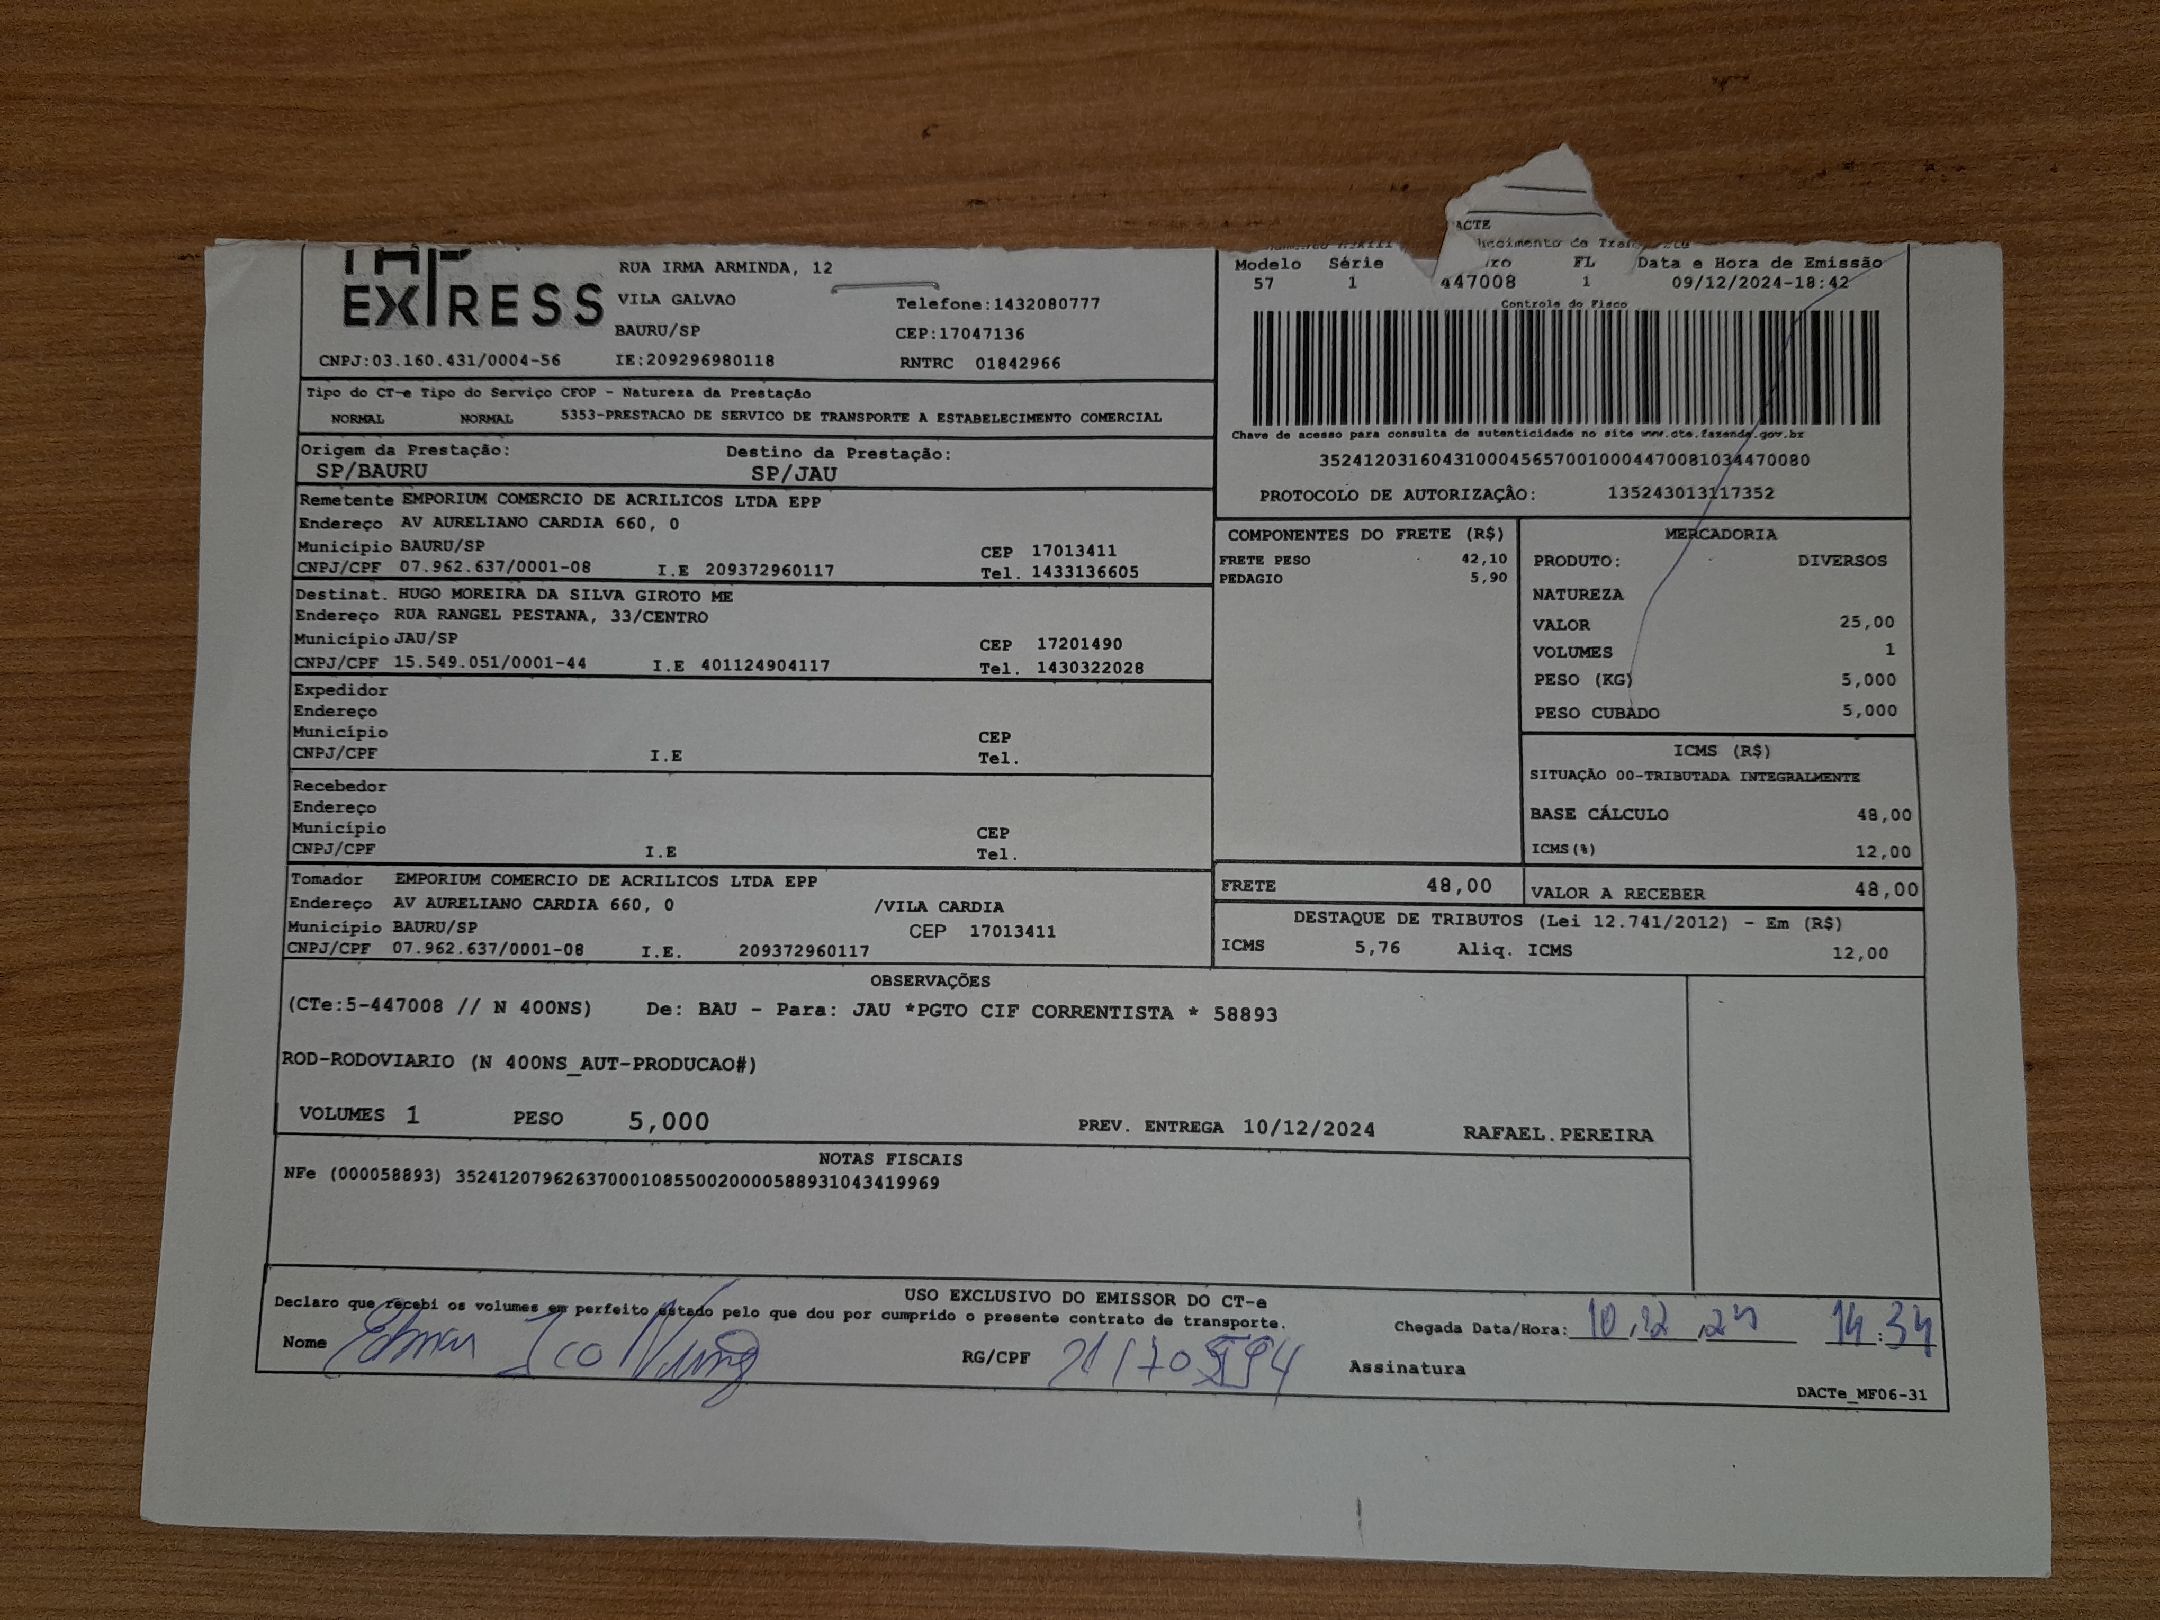 EXPRESS
RUA IRMA ARMINDA, 12
VILA GALVAO Telefone:1432080777
BAURU/SP CEP:17047136
CNPJ:03.160.431/0004-56 IE:209296980118 RNTRC 01842966
ACTE
Modelo Série FL Data e Hora de Emissão
57 1 447008 1 09/12/2024-18:42
Controle do Fisco
Tipo do CT-e Tipo do Serviço CFOP - Natureza da Prestação
NORMAL NORMAL 5353-PRESTACAO DE SERVICO DE TRANSPORTE A ESTABELECIMENTO COMERCIAL
Chave de acesso para consulta de autenticidade no site www.cte.fazenda.gov.br
35241203160431000456570010004470081034470080
PROTOCOLO DE AUTORIZAÇÂO: 135243013117352
Origem da Prestação: Destino da Prestação:
SP/BAURU SP/JAU
Remetente EMPORIUM COMERCIO DE ACRILICOS LTDA EPP
Endereço AV AURELIANO CARDIA 660, 0
Município BAURU/SP CEP 17013411
CNPJ/CPF 07.962.637/0001-08 I.E 209372960117 Tel. 1433136605
Destinat. HUGO MOREIRA DA SILVA GIROTO ME
Endereço RUA RANGEL PESTANA, 33/CENTRO
Município JAU/SP CEP 17201490
CNPJ/CPF 15.549.051/0001-44 I.E 401124904117 Tel. 1430322028
Expedidor
Endereço
Município CEP
CNPJ/CPF I.E Tel.
Recebedor
Endereço
Município CEP
CNPJ/CPF I.E Tel.
Tomador EMPORIUM COMERCIO DE ACRILICOS LTDA EPP
Endereço AV AURELIANO CARDIA 660, 0 /VILA CARDIA
Município BAURU/SP CEP 17013411
CNPJ/CPF 07.962.637/0001-08 I.E. 209372960117
COMPONENTES DO FRETE (R$)
FRETE PESO 42,10
PEDAGIO 5,90
MERCADORIA
PRODUTO: DIVERSOS
NATUREZA
VALOR 25,00
VOLUMES 1
PESO (KG) 5,000
PESO CUBADO 5,000
ICMS (R$)
SITUAÇÃO 00-TRIBUTADA INTEGRALMENTE
BASE CÁLCULO 48,00
ICMS(%) 12,00
FRETE 48,00 VALOR A RECEBER 48,00
DESTAQUE DE TRIBUTOS (Lei 12.741/2012) - Em (R$)
ICMS 5,76 Aliq. ICMS 12,00
OBSERVAÇÕES
(CTe:5-447008 // N 400NS) De: BAU - Para: JAU *PGTO CIF CORRENTISTA * 58893
ROD-RODOVIARIO (N 400NS_AUT-PRODUCAO#)
VOLUMES 1 PESO 5,000 PREV. ENTREGA 10/12/2024 RAFAEL.PEREIRA
NOTAS FISCAIS
NFe (000058893) 35241207962637000108550020000588931043419969
USO EXCLUSIVO DO EMISSOR DO CT-e
Declaro que recebi os volumes em perfeito estado pelo que dou por cumprido o presente contrato de transporte.
Chegada Data/Hora: 10,12,24 14:34
Nome RG/CPF Assinatura
DACTe_MF06-31